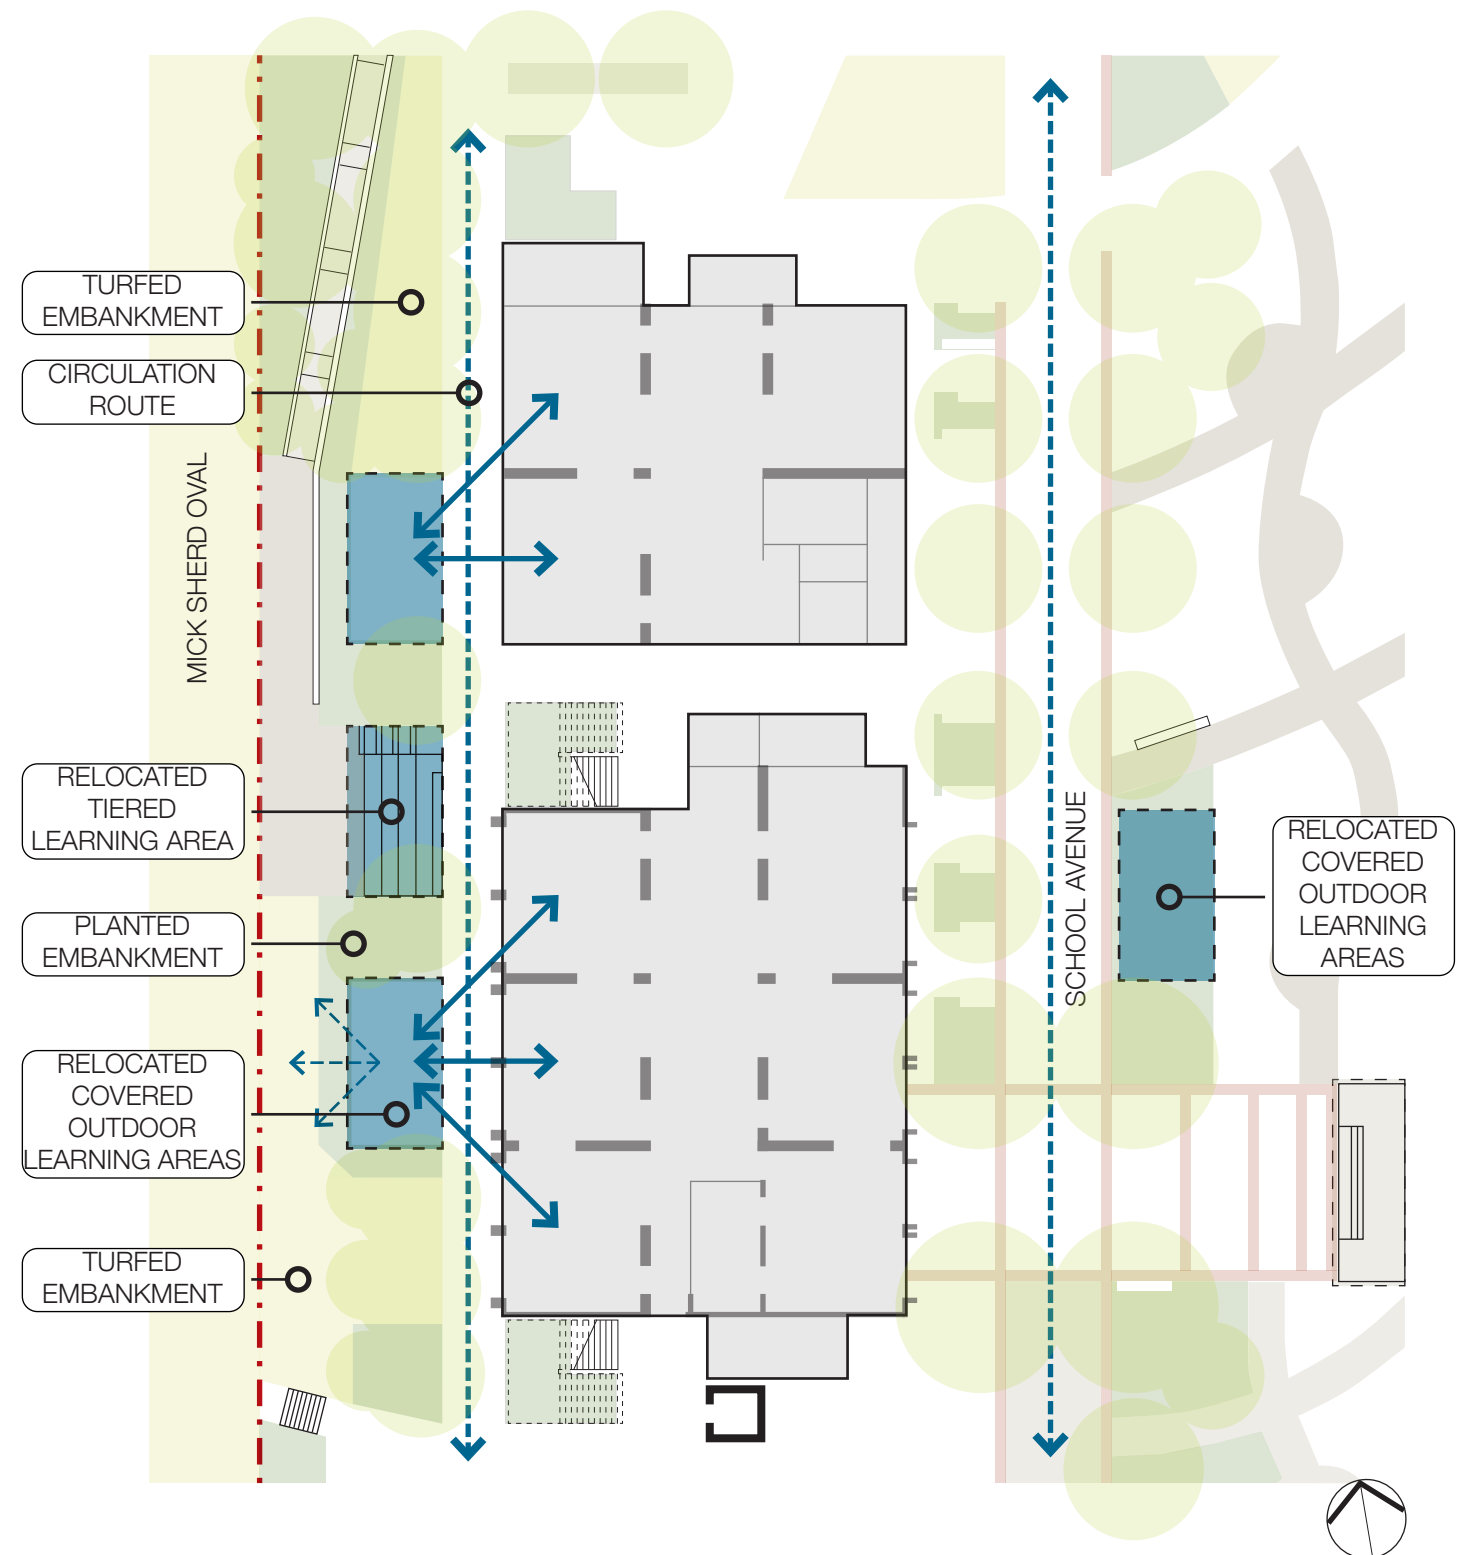 TURFED
EMBANKMENT
CIRCULATION
ROUTE
MICK SHERD OVAL
RELOCATED
TIERED
LEARNING AREA
PLANTED
EMBANKMENT
RELOCATED
COVERED
OUTDOOR
LEARNING AREAS
TURFED
EMBANKMENT
SCHOOL AVENUE
RELOCATED
COVERED
OUTDOOR
LEARNING
AREAS